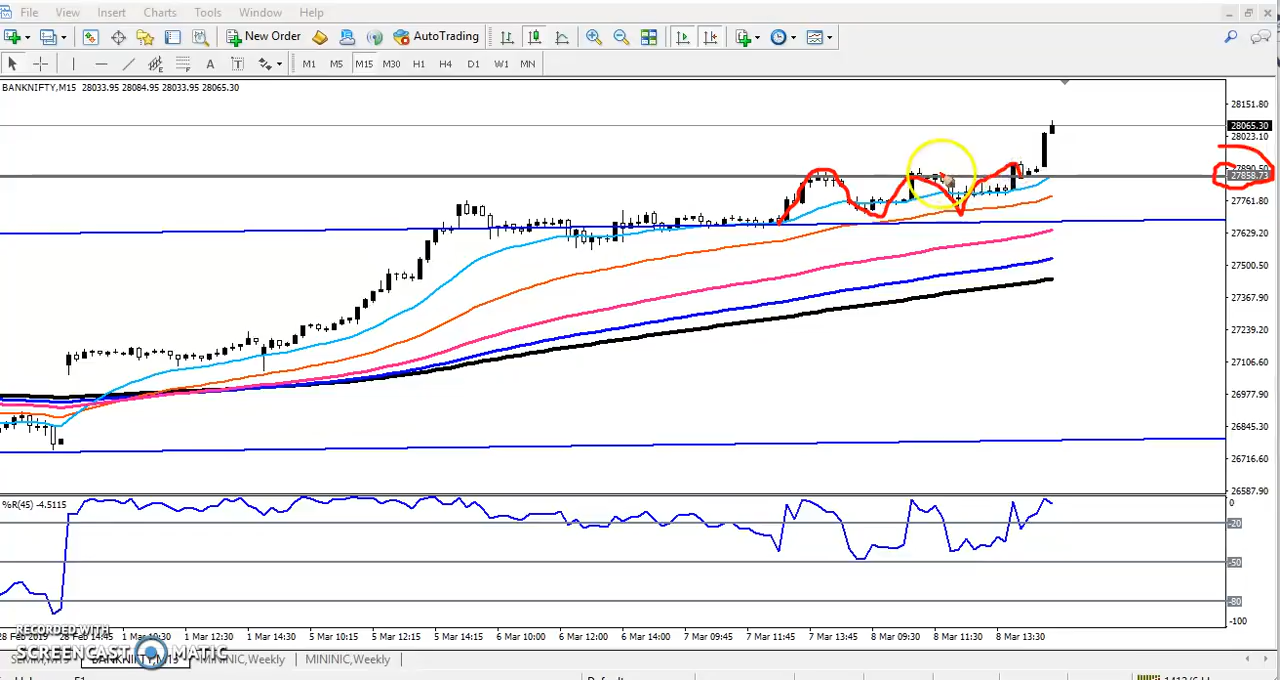 File View Insert Charts Tools Window Help
New Order AutoTrading
A T M1 M5 M15 M30 H1 H4 D1 W1 MN
BANKNIFTY,M15 28033.95 28084.95 28033.95 28065.30
28151.80
28065.30
28023.10
27890.50
27858.73
27761.80
27629.20
27500.50
27367.90
27239.20
27106.60
26977.90
26845.30
26716.60
26587.90
%R(45) -4.5115
0
-20
-50
-80
-100
28 Feb 2019 28 Feb 14:45 1 Mar 10:30 1 Mar 12:30 1 Mar 14:30 5 Mar 10:15 5 Mar 12:15 5 Mar 14:15 6 Mar 10:00 6 Mar 12:00 6 Mar 14:00 7 Mar 09:45 7 Mar 11:45 7 Mar 13:45 8 Mar 09:30 8 Mar 11:30 8 Mar 13:30
RECORDED WITH
SCREENCAST MATIC
BANKNIFTY,M15 MININIC,Weekly MININIC,Weekly